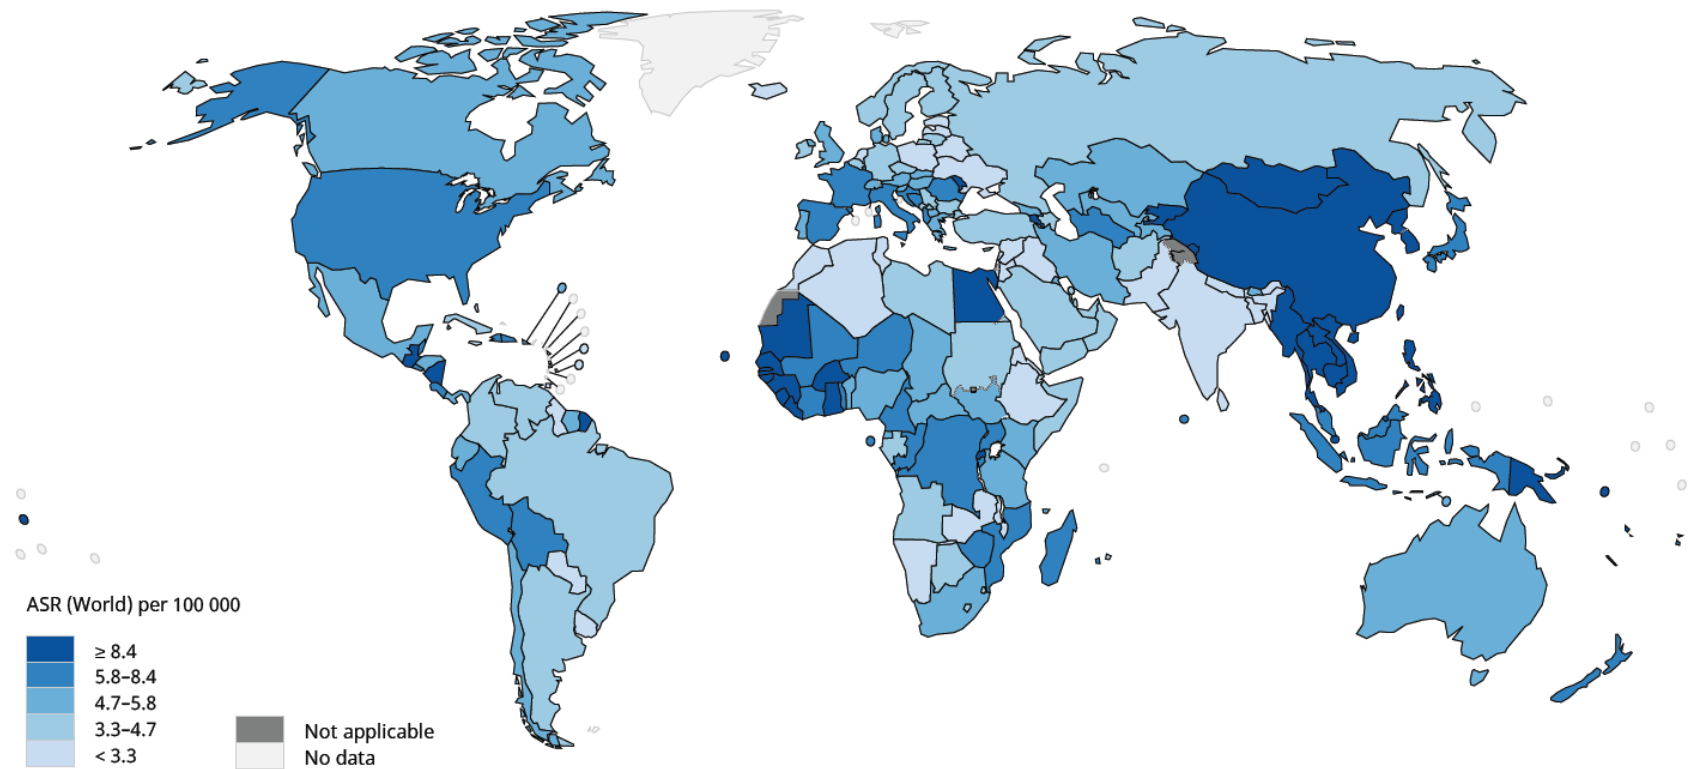 ASR (World) per 100 000
≥ 8.4
5.8–8.4
4.7–5.8
3.3–4.7
< 3.3
Not applicable
No data